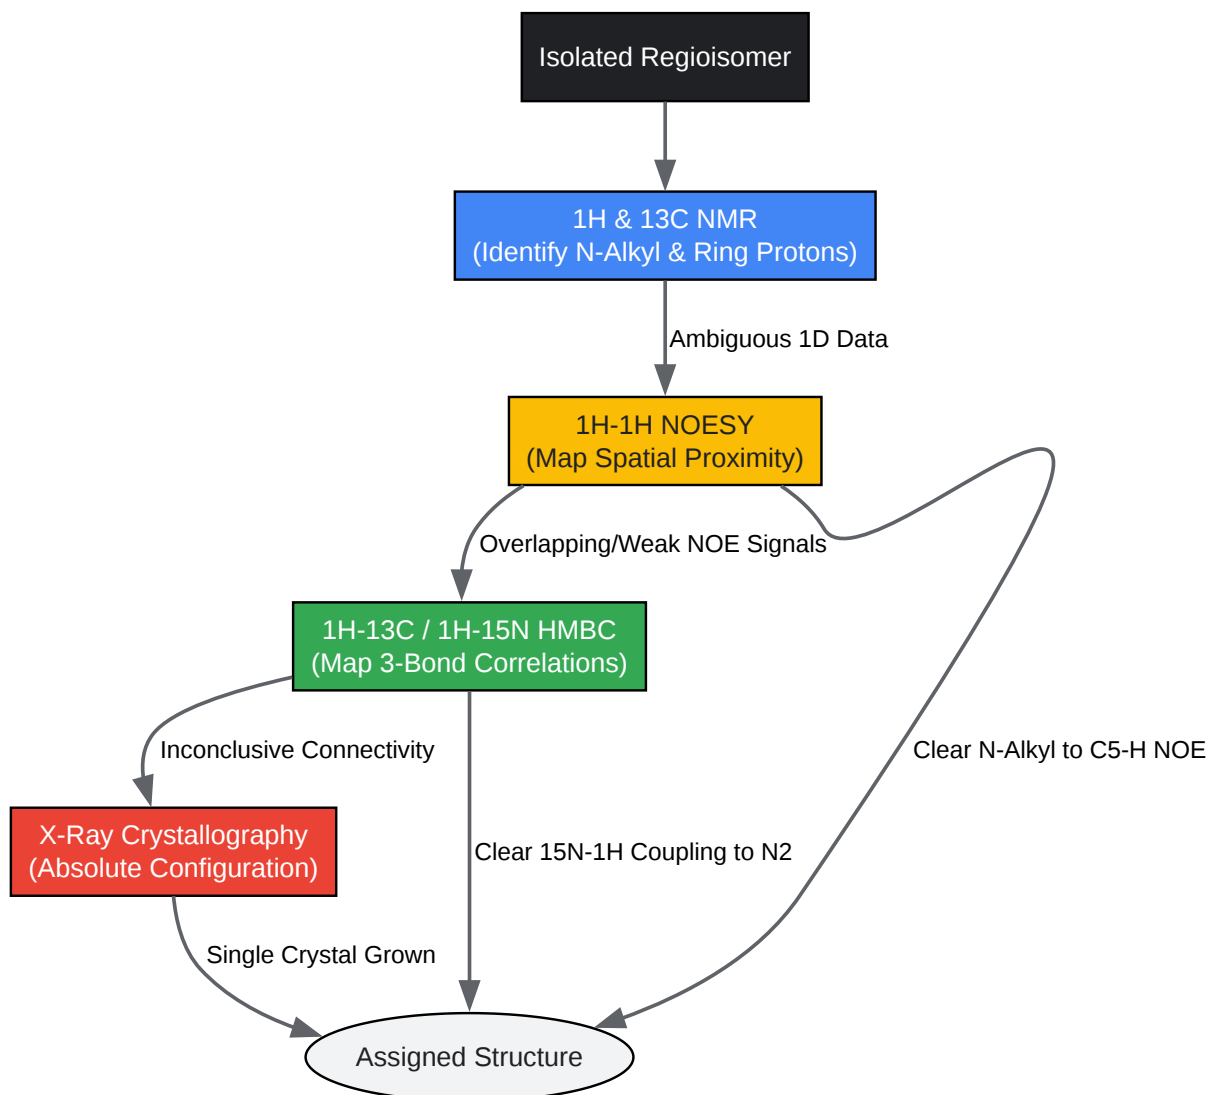 Isolated Regioisomer
1H & 13C NMR
(Identify N-Alkyl & Ring Protons)
Ambiguous 1D Data
1H-1H NOESY
(Map Spatial Proximity)
Overlapping/Weak NOE Signals
1H-13C / 1H-15N HMBC
(Map 3-Bond Correlations)
Inconclusive Connectivity
Clear N-Alkyl to C5-H NOE
X-Ray Crystallography
(Absolute Configuration)
Clear 15N-1H Coupling to N2
Single Crystal Grown
Assigned Structure